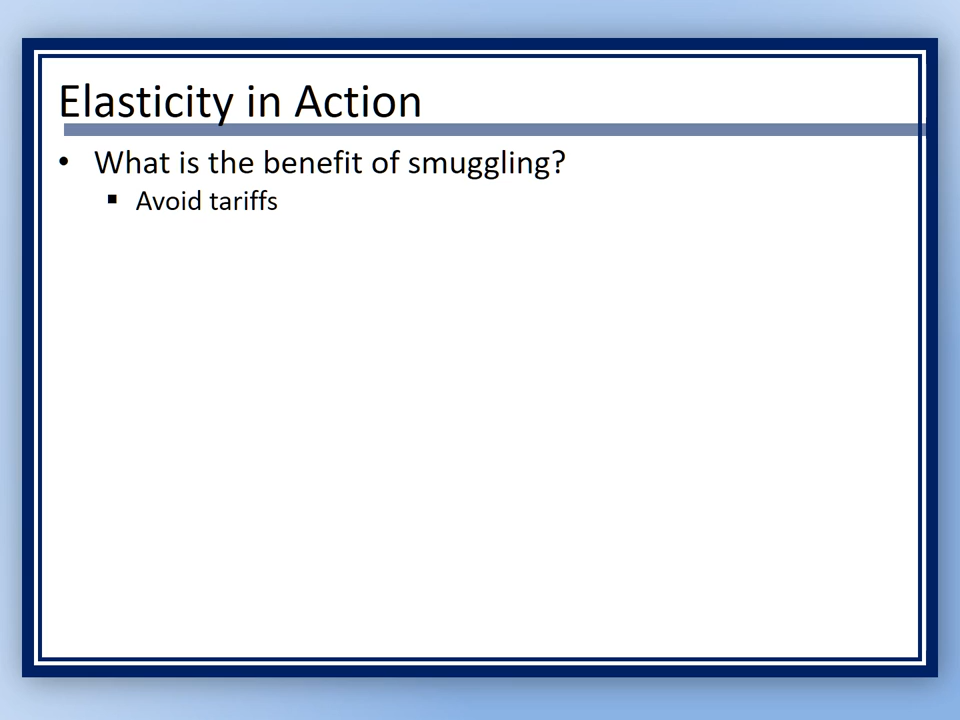 Elasticity in Action
• What is the benefit of smuggling?
▪ Avoid tariffs